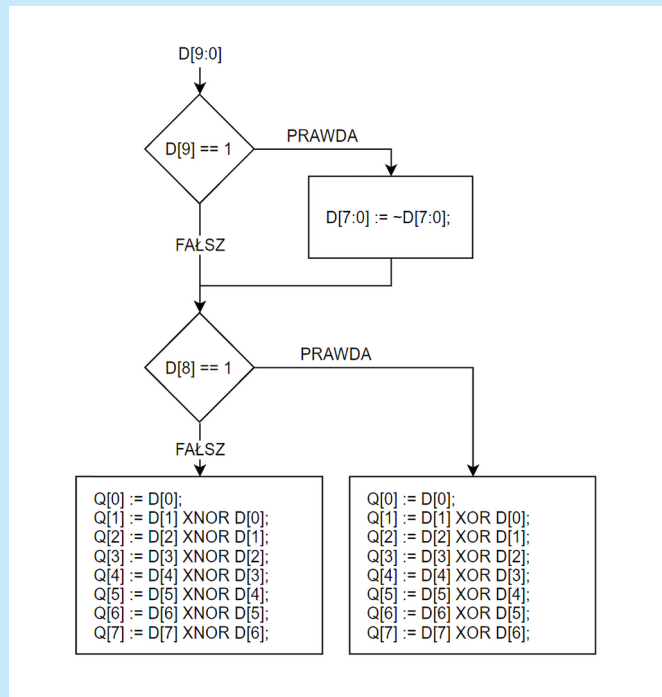 D[9:0]
D[9] == 1
PRAWDA
D[7:0] := ~D[7:0];
FAŁSZ
D[8] == 1
PRAWDA
FAŁSZ
Q[0] := D[0];
Q[1] := D[1] XNOR D[0];
Q[2] := D[2] XNOR D[1];
Q[3] := D[3] XNOR D[2];
Q[4] := D[4] XNOR D[3];
Q[5] := D[5] XNOR D[4];
Q[6] := D[6] XNOR D[5];
Q[7] := D[7] XNOR D[6];
Q[0] := D[0];
Q[1] := D[1] XOR D[0];
Q[2] := D[2] XOR D[1];
Q[3] := D[3] XOR D[2];
Q[4] := D[4] XOR D[3];
Q[5] := D[5] XOR D[4];
Q[6] := D[6] XOR D[5];
Q[7] := D[7] XOR D[6];